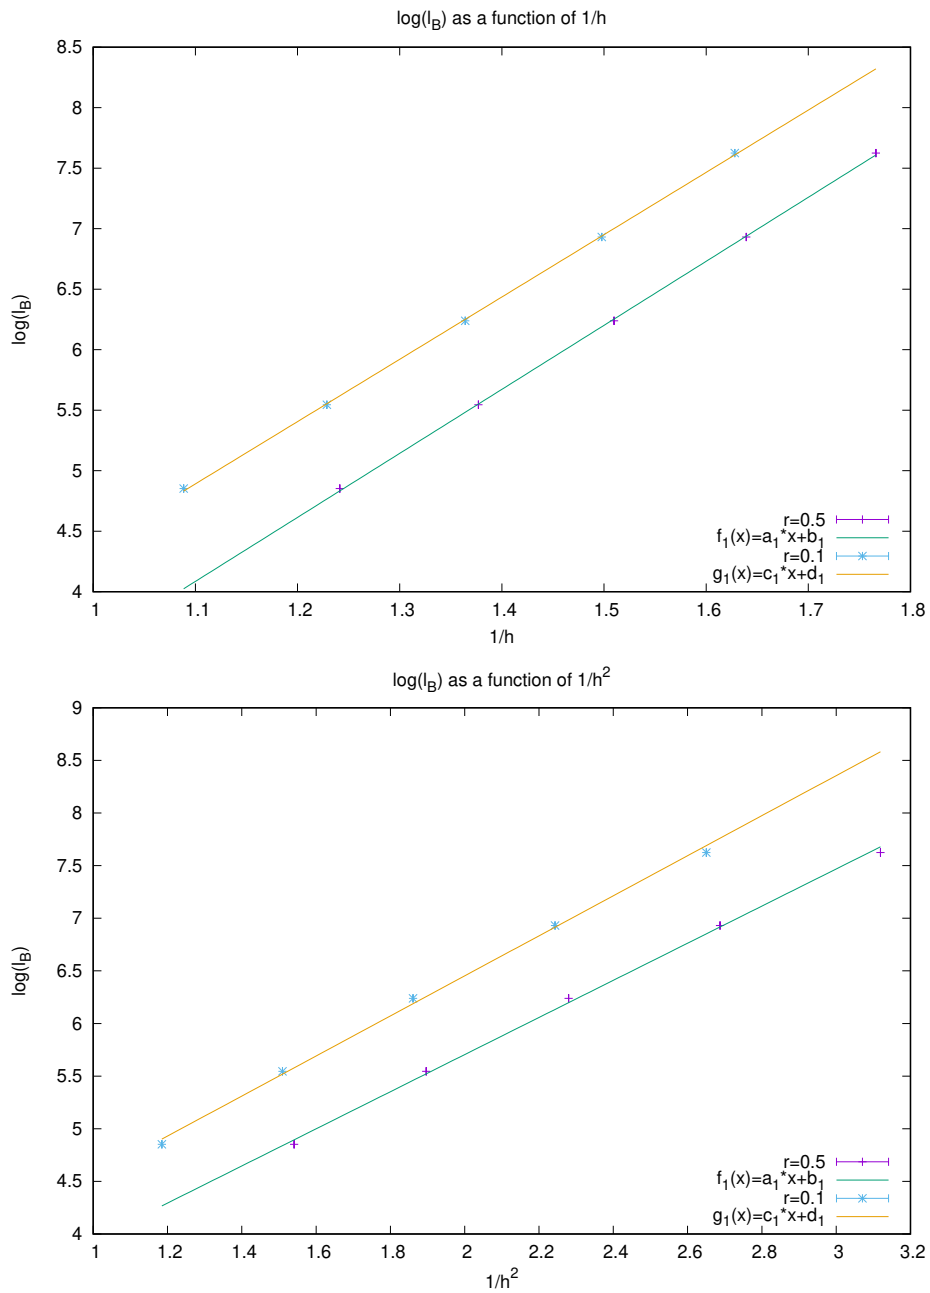 log(l_B) as a function of 1/h
8.5
8
7.5
7
6.5
6
5.5
5
4.5
4
log(l_B)
r=0.5
f_1(x)=a_1*x+b_1
r=0.1
g_1(x)=c_1*x+d_1
1 1.1 1.2 1.3 1.4 1.5 1.6 1.7 1.8
1/h
log(l_B) as a function of 1/h^2
9
8.5
8
7.5
7
6.5
6
5.5
5
4.5
4
log(l_B)
r=0.5
f_1(x)=a_1*x+b_1
r=0.1
g_1(x)=c_1*x+d_1
1 1.2 1.4 1.6 1.8 2 2.2 2.4 2.6 2.8 3 3.2
1/h^2